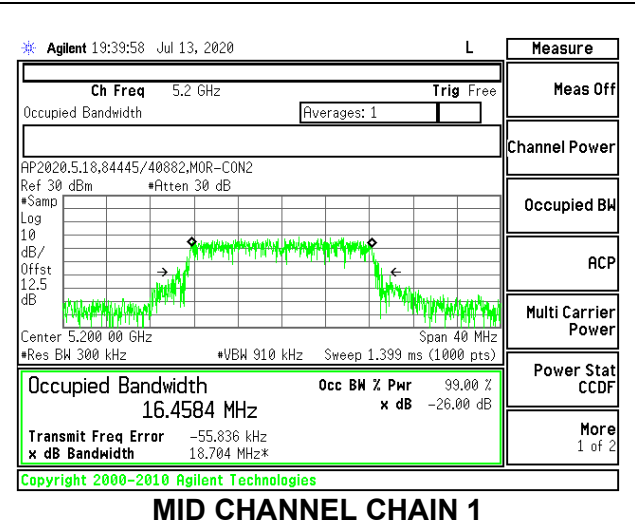 Agilent 19:39:58 Jul 13, 2020 L Measure
Ch Freq 5.2 GHz Trig Free
Meas Off
Occupied Bandwidth Averages: 1
Channel Power
AP2020.5.18,84445/40882,MOR-CON2
Ref 30 dBm #Atten 30 dB
#Samp
Log
10
dB/
Offst
12.5
dB
Occupied BW
ACP
Multi Carrier
Power
Center 5.200 00 GHz Span 40 MHz
#Res BW 300 kHz #VBW 910 kHz Sweep 1.399 ms (1000 pts)
Power Stat
CCDF
Occupied Bandwidth Occ BW % Pwr 99.00 %
16.4584 MHz x dB -26.00 dB
Transmit Freq Error -55.836 kHz
x dB Bandwidth 18.704 MHz*
More
1 of 2
Copyright 2000-2010 Agilent Technologies
MID CHANNEL CHAIN 1